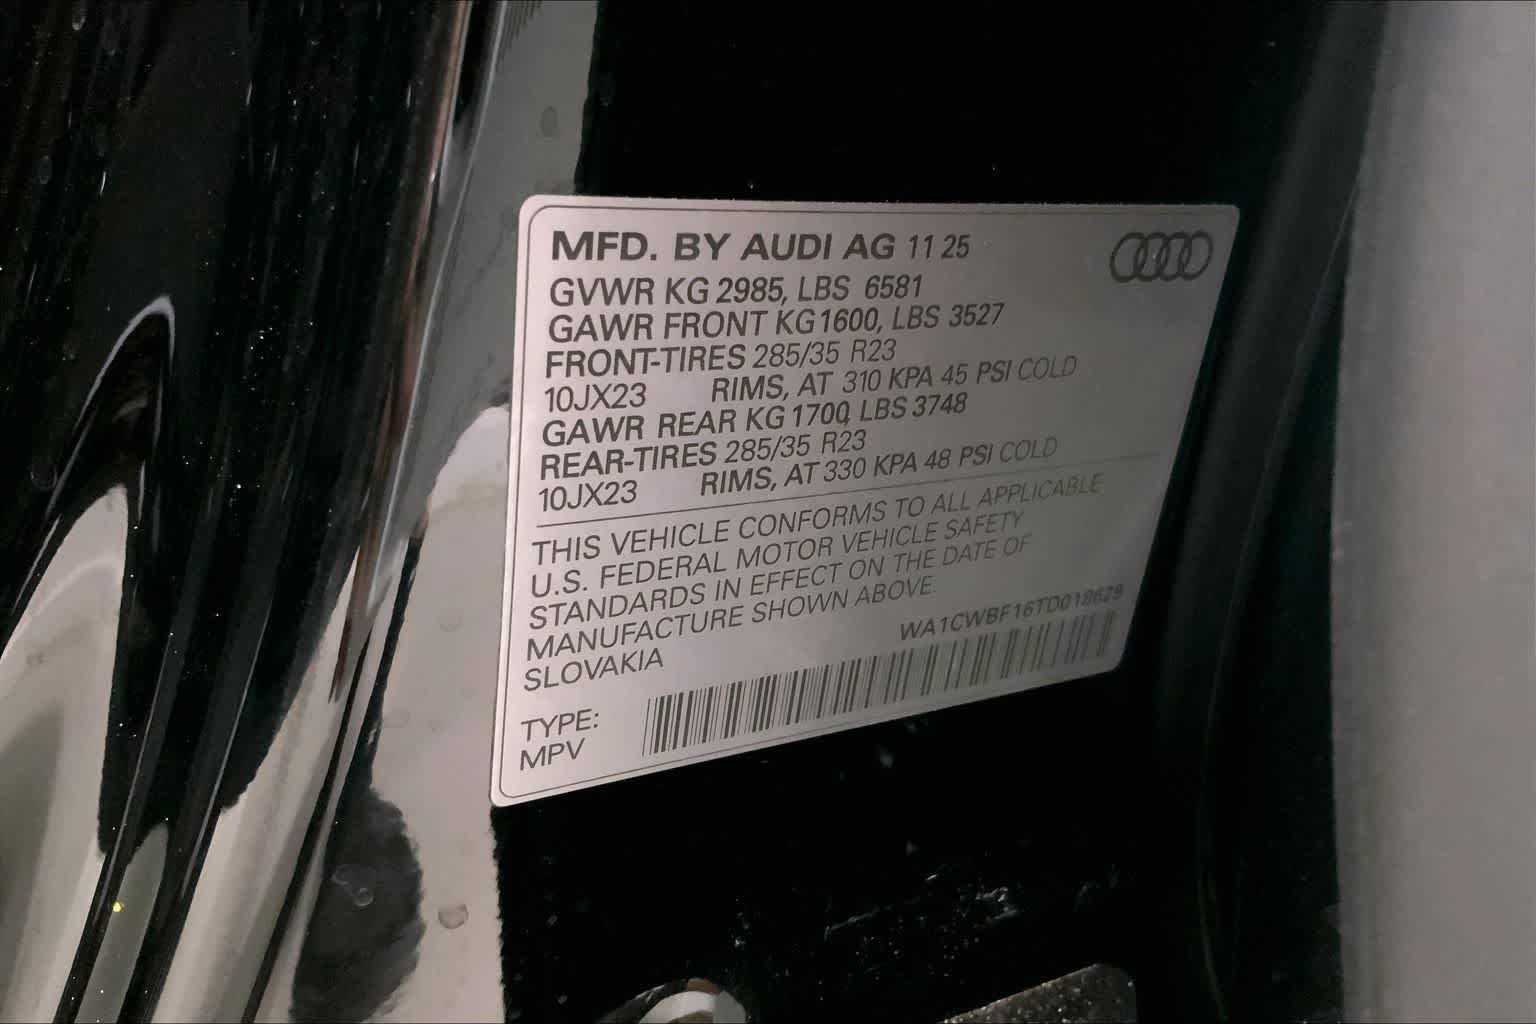 MFD. BY AUDI AG 11 25
GVWR KG 2985, LBS 6581
GAWR FRONT KG 1600, LBS 3527
FRONT-TIRES 285/35 R23
10JX23 RIMS, AT 310 KPA 45 PSI COLD
GAWR REAR KG 1700, LBS 3748
REAR-TIRES 285/35 R23
10JX23 RIMS, AT 330 KPA 48 PSI COLD
THIS VEHICLE CONFORMS TO ALL APPLICABLE
U.S. FEDERAL MOTOR VEHICLE SAFETY
STANDARDS IN EFFECT ON THE DATE OF
MANUFACTURE SHOWN ABOVE.
SLOVAKIA
WA1CWBF16TD018629
TYPE:
MPV